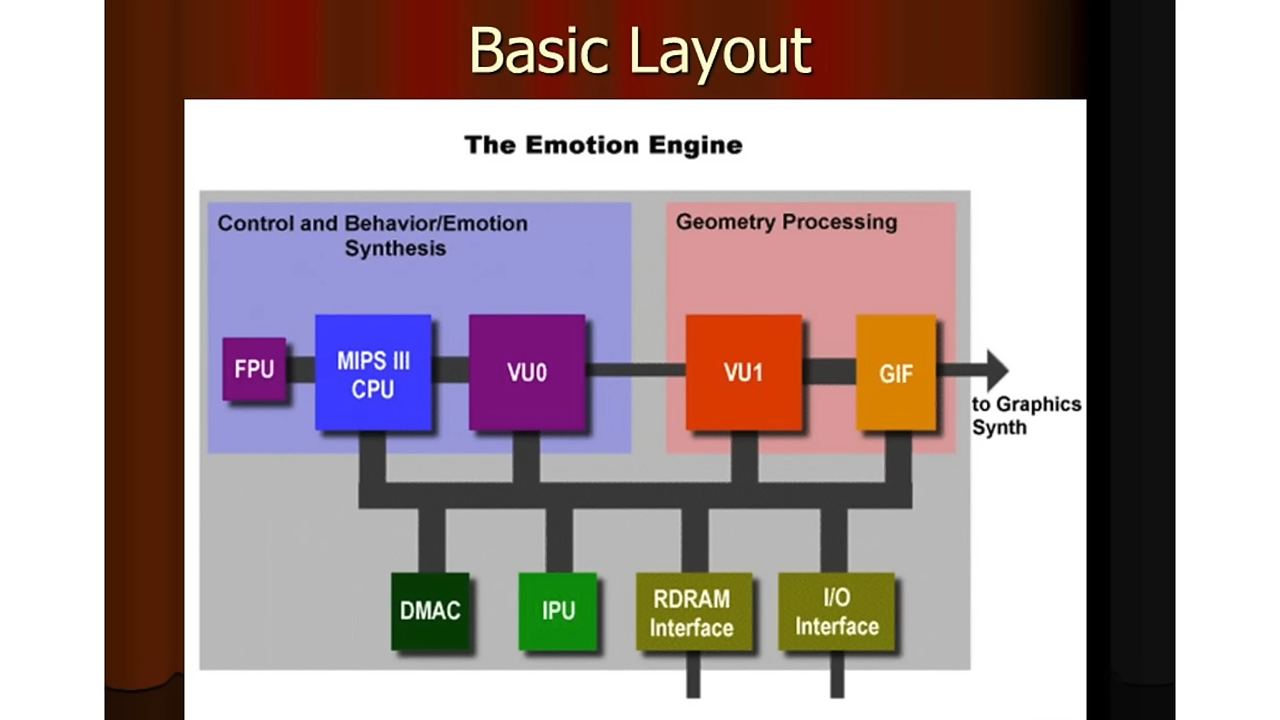 Basic Layout
The Emotion Engine
Control and Behavior/Emotion
Synthesis
Geometry Processing
FPU
MIPS III
CPU
VU0
VU1
GIF
to Graphics
Synth
DMAC
IPU
RDRAM
Interface
I/O
Interface